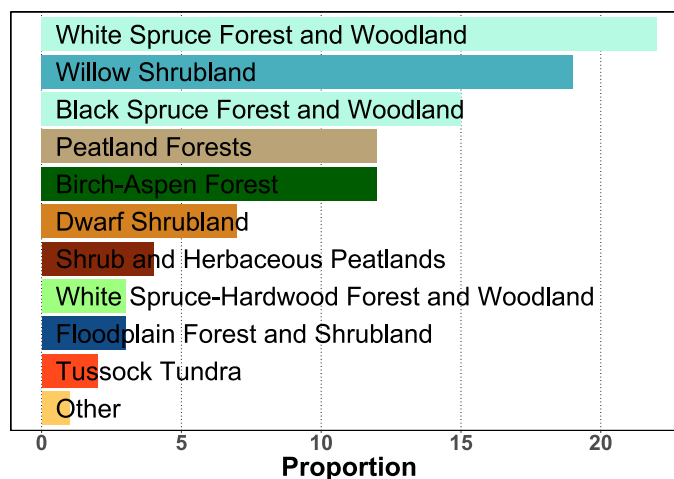 White Spruce Forest and Woodland
Willow Shrubland
Black Spruce Forest and Woodland
Peatland Forests
Birch-Aspen Forest
Dwarf Shrubland
Shrub and Herbaceous Peatlands
White Spruce-Hardwood Forest and Woodland
Floodplain Forest and Shrubland
Tussock Tundra
Other
0 5 10 15 20
Proportion